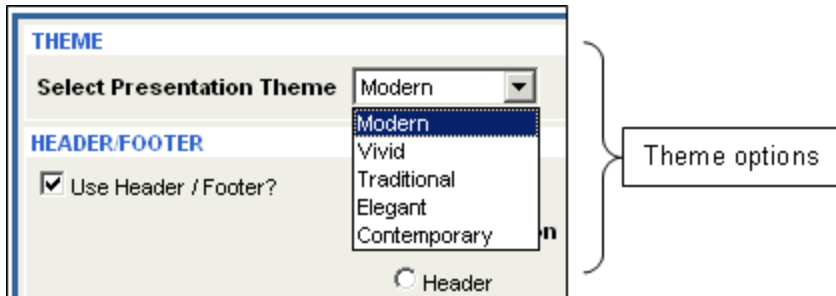 THEME
Select Presentation Theme Modern
Modern
HEADER/FOOTER
Vivid
Use Header / Footer?
Traditional
Elegant
Contemporary
Header
Theme options